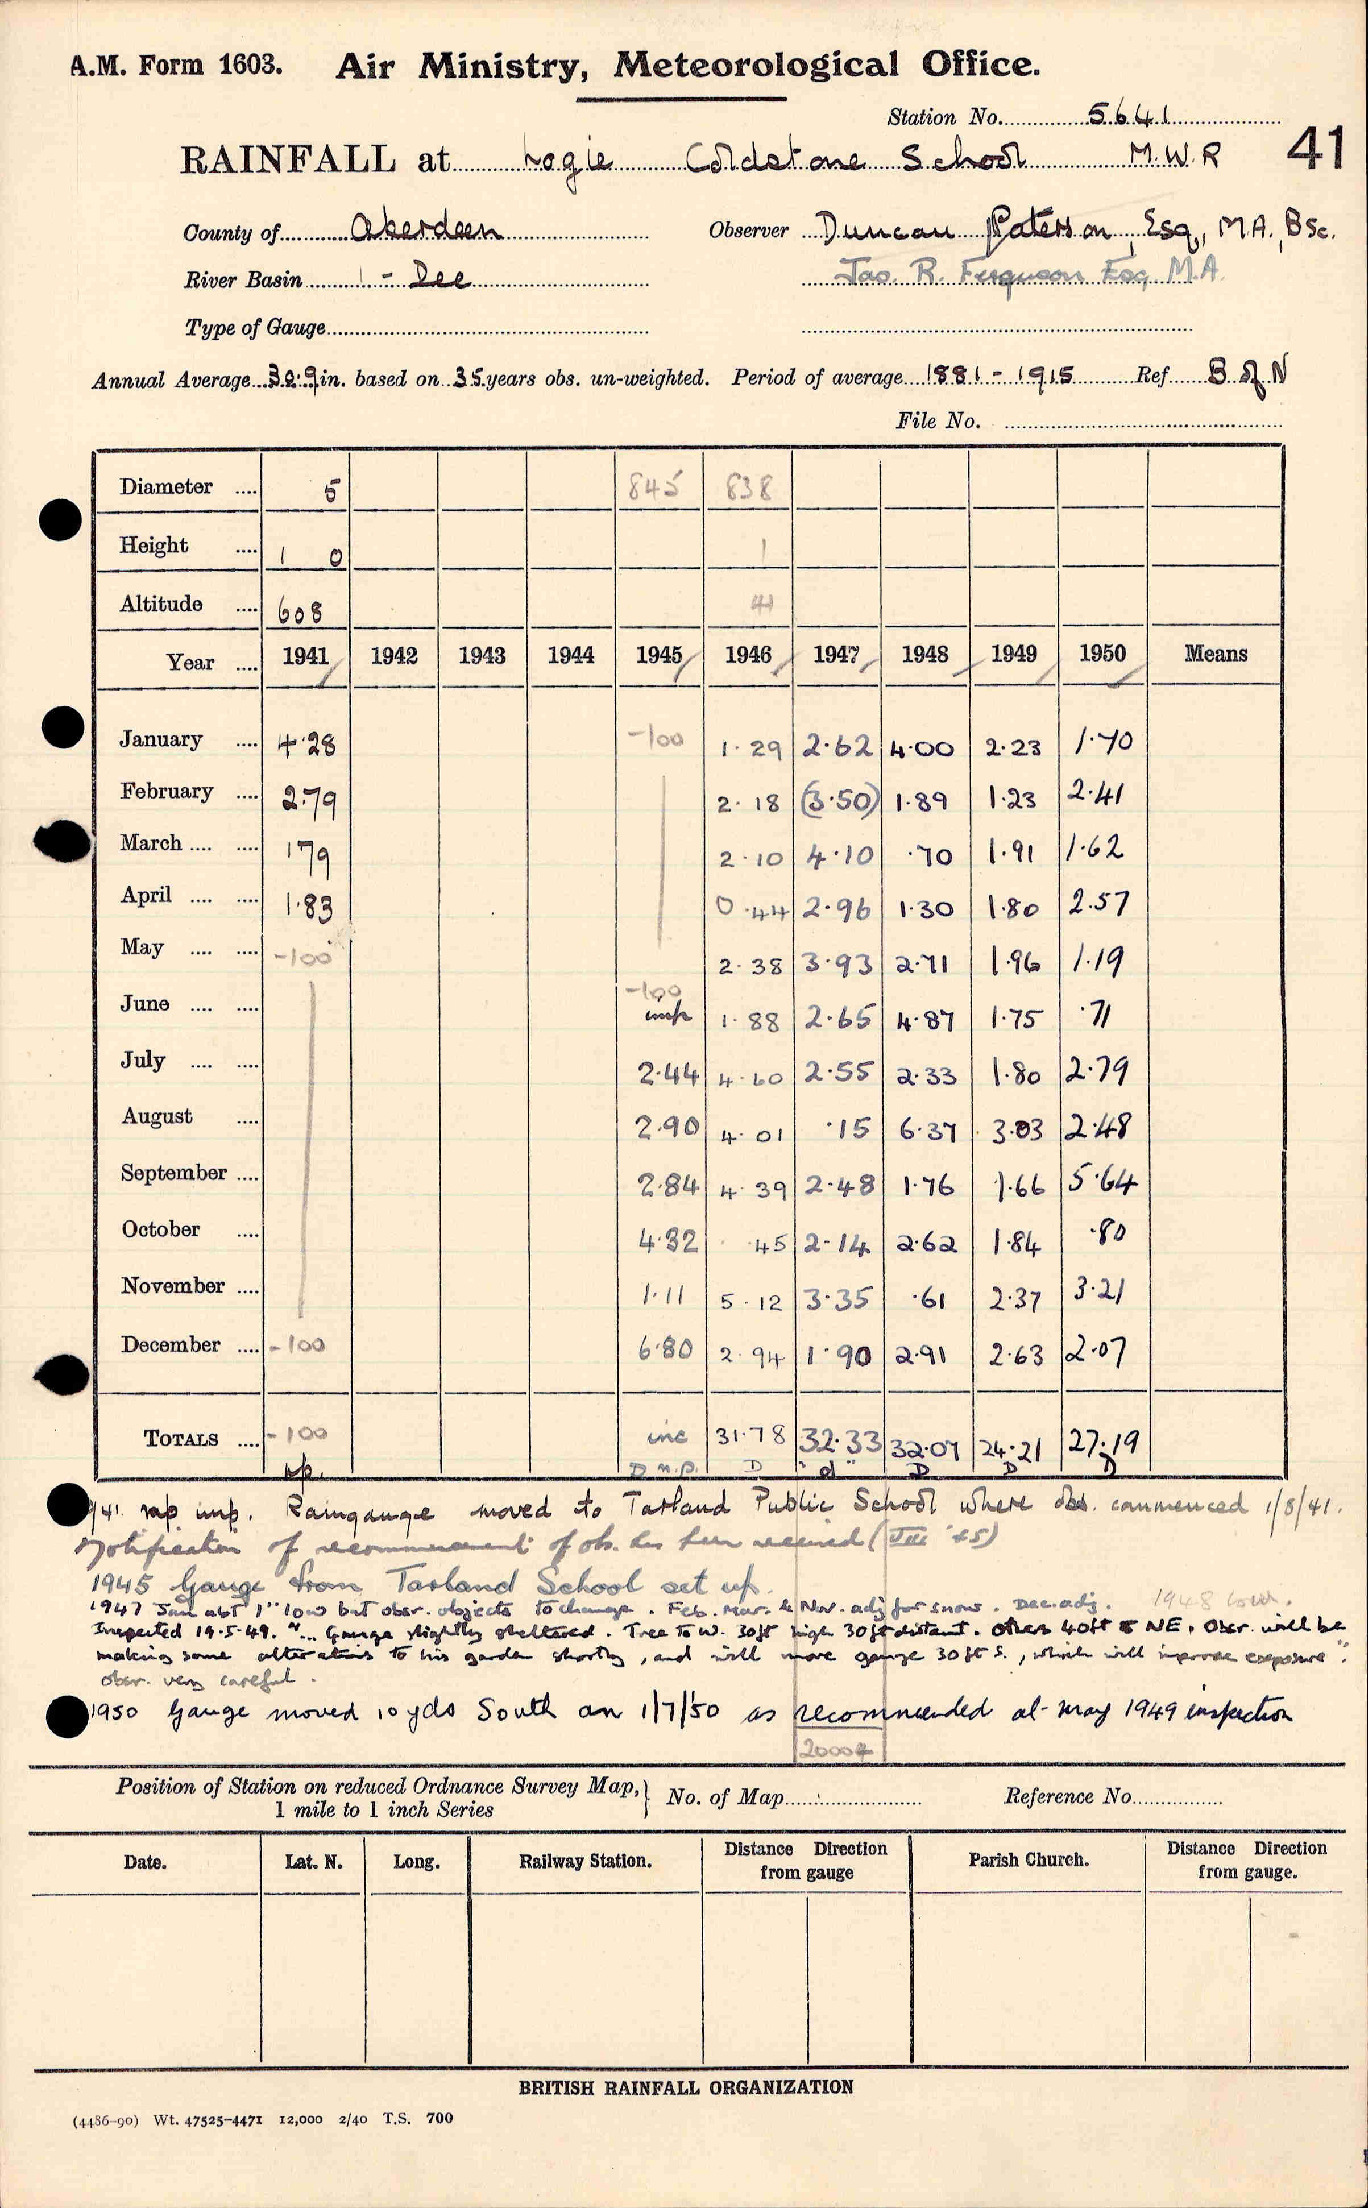 A.M. Form 1603. Air Ministry, Meteorological Office.
Station No. 5641
RAINFALL at Logie Coldstone School M.W.R 41
County of Aberdeen Observer Duncan Paterson, Esq., M.A., BSc.
River Basin 1 - Dee Jas. R. Ferguson Esq M.A.
Type of Gauge
Annual Average 30.9 in. based on 35 years obs. un-weighted. Period of average 1881 - 1915 Ref B of N
File No.
Diameter .... 5 845 838
Height .... 1 0 1
Altitude .... 608 41
Year .... 1941 1942 1943 1944 1945 1946 1947 1948 1949 1950 Means
January .... 4.28 -100 1.29 2.62 4.00 2.23 1.70
February .... 2.79 2.18 (3.50) 1.89 1.23 2.41
March .... .... 1.79 2.10 4.10 .70 1.91 1.62
April .... .... 1.83 0.44 2.96 1.30 1.80 2.57
May .... .... -100 2.38 3.93 2.71 1.96 1.19
June .... .... -100 imp 1.88 2.65 4.87 1.75 .71
July .... .... 2.44 4.60 2.55 2.33 1.80 2.79
August .... 2.90 4.01 .15 6.37 3.03 2.48
September .... 2.84 4.39 2.48 1.76 1.66 5.64
October .... 4.32 .45 2.14 2.62 1.84 .80
November .... 1.11 5.12 3.35 .61 2.37 3.21
December .... -100 6.80 2.94 1.90 2.91 2.63 2.07
TOTALS .... -100 inc 31.78 32.33 32.07 24.21 27.19
np. D n.p. D "d" D D D
1941 imp. Raingauge moved to Tarland Public School where obs. commenced 1/8/41.
Notification of recommencement of obs. has been received (VIII '45)
1945 Gauge from Tarland School set up.
1947 Jan abt 1" low but obsr. objects to change. Feb. Mar. & Nov. adj for snow. Dec. adj. 1948 low.
Inspected 19.5.49. "... Gauge slightly sheltered. Tree to W. 30ft high 30ft distant. Others 40ft to NE. Obsr. will be
making some alterations to his garden shortly, and will move gauge 30ft S., which will improve exposure".
obsr. very careful.
1950 Gauge moved 10 yds South on 1/7/50 as recommended at May 1949 inspection
20004
Position of Station on reduced Ordnance Survey Map, 1 mile to 1 inch Series } No. of Map Reference No.
Date. Lat. N. Long. Railway Station. Distance Direction from gauge Parish Church. Distance Direction from gauge.
BRITISH RAINFALL ORGANIZATION
(4486-90) Wt. 47525-4471 12,000 2/40 T.S. 700